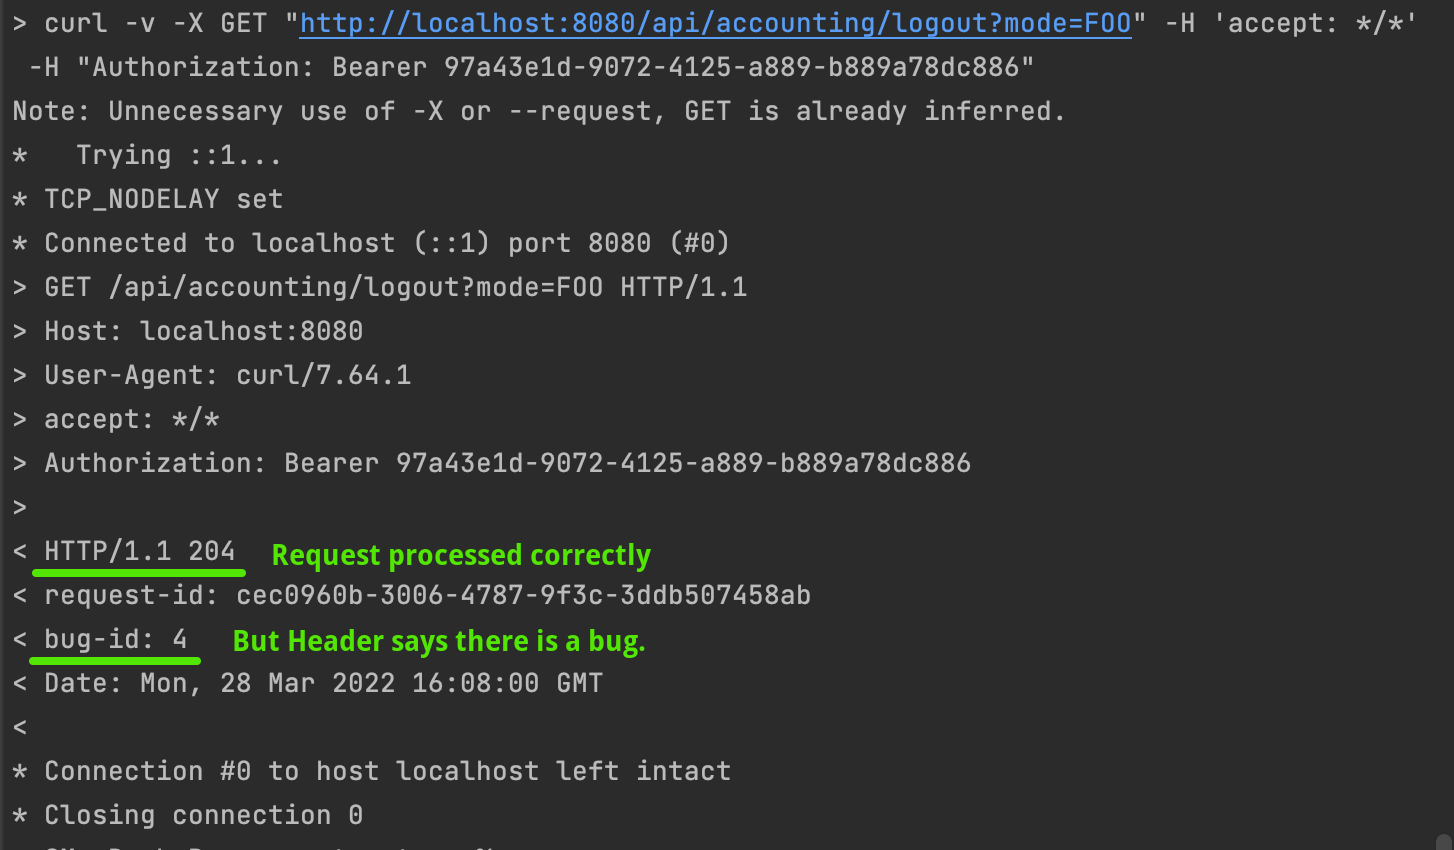 > curl -v -X GET "http://localhost:8080/api/accounting/logout?mode=FOO" -H 'accept: */*'
-H "Authorization: Bearer 97a43e1d-9072-4125-a889-b889a78dc886"
Note: Unnecessary use of -X or --request, GET is already inferred.
*   Trying ::1...
* TCP_NODELAY set
* Connected to localhost (::1) port 8080 (#0)
> GET /api/accounting/logout?mode=FOO HTTP/1.1
> Host: localhost:8080
> User-Agent: curl/7.64.1
> accept: */*
> Authorization: Bearer 97a43e1d-9072-4125-a889-b889a78dc886
>
< HTTP/1.1 204 Request processed correctly
< request-id: cec0960b-3006-4787-9f3c-3ddb507458ab
< bug-id: 4 But Header says there is a bug.
< Date: Mon, 28 Mar 2022 16:08:00 GMT
<
* Connection #0 to host localhost left intact
* Closing connection 0